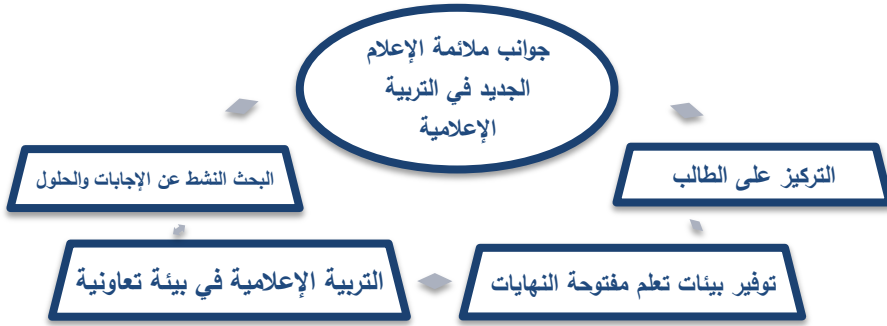 جوانب ملائمة الإعلام
الجديد في التربية
الإعلامية
التركيز على الطالب
توفير بيئات تعلم مفتوحة النهايات
التربية الإعلامية في بيئة تعاونية
البحث النشط عن الإجابات والحلول